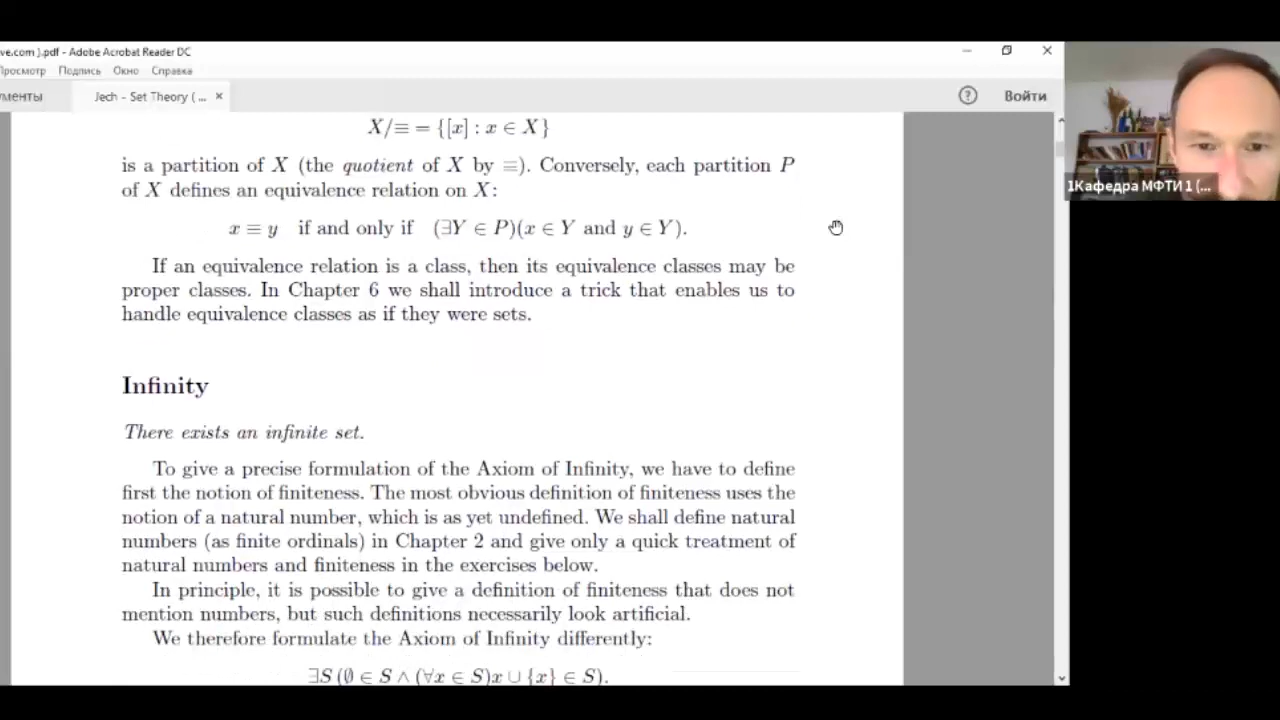 ve.com ).pdf - Adobe Acrobat Reader DC
Просмотр Подпись Окно Справка
ументы Jech - Set Theory ( ... × ? Войти
X/≡ = {[x] : x ∈ X}
is a partition of X (the quotient of X by ≡). Conversely, each partition P
of X defines an equivalence relation on X:
x ≡ y if and only if (∃Y ∈ P)(x ∈ Y and y ∈ Y).
If an equivalence relation is a class, then its equivalence classes may be
proper classes. In Chapter 6 we shall introduce a trick that enables us to
handle equivalence classes as if they were sets.
Infinity
There exists an infinite set.
To give a precise formulation of the Axiom of Infinity, we have to define
first the notion of finiteness. The most obvious definition of finiteness uses the
notion of a natural number, which is as yet undefined. We shall define natural
numbers (as finite ordinals) in Chapter 2 and give only a quick treatment of
natural numbers and finiteness in the exercises below.
In principle, it is possible to give a definition of finiteness that does not
mention numbers, but such definitions necessarily look artificial.
We therefore formulate the Axiom of Infinity differently:
∃S (∅ ∈ S ∧ (∀x ∈ S)x ∪ {x} ∈ S).
1Кафедра МФТИ 1 (...